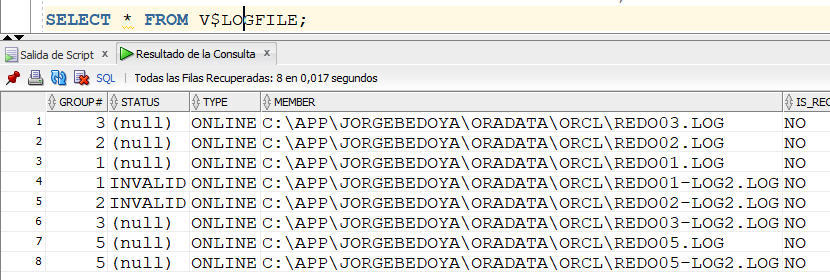 SELECT * FROM V$LOGFILE;
Salida de Script x Resultado de la Consulta x
SQL | Todas las Filas Recuperadas: 8 en 0,017 segundos
GROUP# STATUS TYPE MEMBER IS_REC
1 3 (null) ONLINE C:\APP\JORGEBEDOYA\ORADATA\ORCL\REDO03.LOG NO
2 2 (null) ONLINE C:\APP\JORGEBEDOYA\ORADATA\ORCL\REDO02.LOG NO
3 1 (null) ONLINE C:\APP\JORGEBEDOYA\ORADATA\ORCL\REDO01.LOG NO
4 1 INVALID ONLINE C:\APP\JORGEBEDOYA\ORADATA\ORCL\REDO01-LOG2.LOG NO
5 2 INVALID ONLINE C:\APP\JORGEBEDOYA\ORADATA\ORCL\REDO02-LOG2.LOG NO
6 3 (null) ONLINE C:\APP\JORGEBEDOYA\ORADATA\ORCL\REDO03-LOG2.LOG NO
7 5 (null) ONLINE C:\APP\JORGEBEDOYA\ORADATA\ORCL\REDO05.LOG NO
8 5 (null) ONLINE C:\APP\JORGEBEDOYA\ORADATA\ORCL\REDO05-LOG2.LOG NO